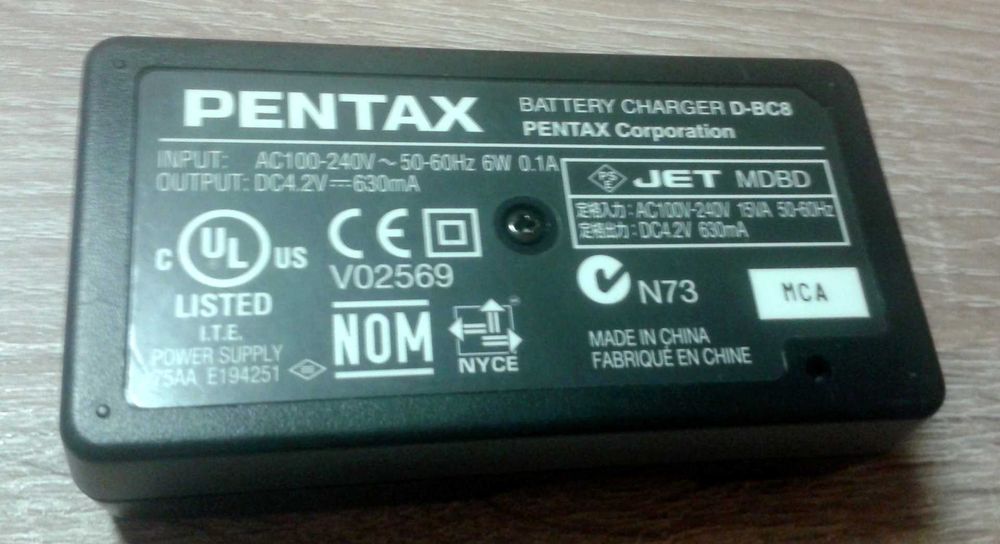 PENTAX
BATTERY CHARGER D-BC8
PENTAX Corporation
INPUT: AC100-240V~50-60Hz 6W 0.1A
OUTPUT: DC4.2V⎓630mA
PSE JET MDBD
定格入力:AC100V-240V 15VA 50-60Hz
定格出力:DC4.2V 630mA
C UL US
LISTED
I.T.E.
POWER SUPPLY
75AA E194251
CE
V02569
NOM
NYCE
N73
MCA
MADE IN CHINA
FABRIQUÉ EN CHINE